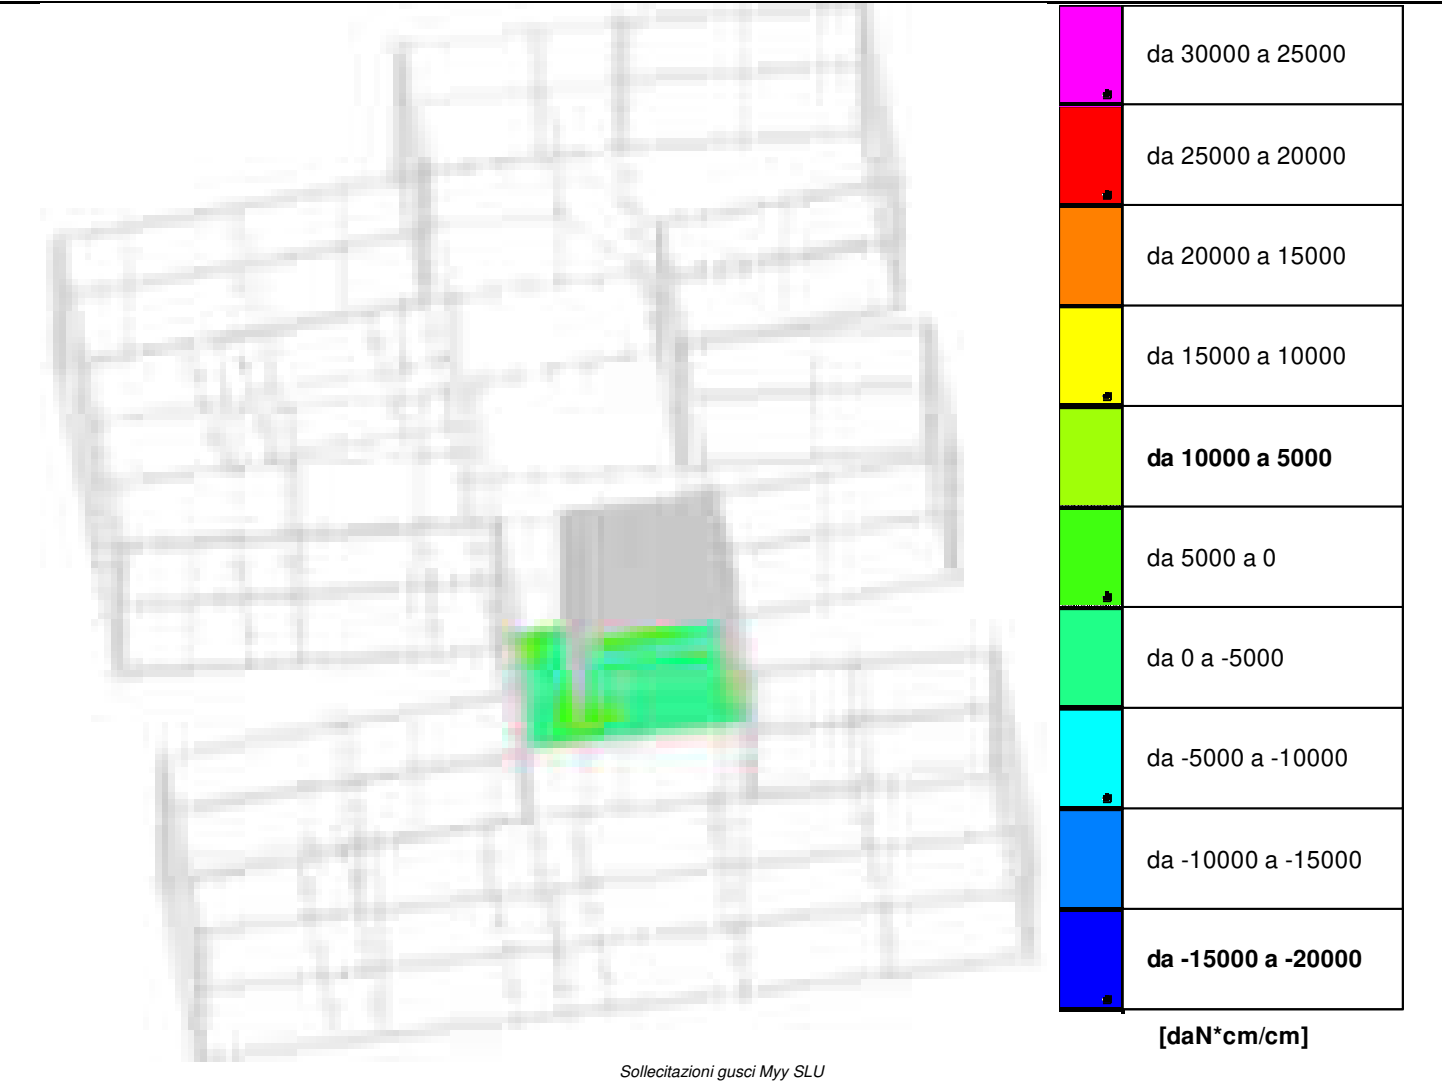 da 30000 a 25000
da 25000 a 20000
da 20000 a 15000
da 15000 a 10000
da 10000 a 5000
da 5000 a 0
da 0 a -5000
da -5000 a -10000
da -10000 a -15000
da -15000 a -20000
[daN*cm/cm]
Sollecitazioni gusci Myy SLU